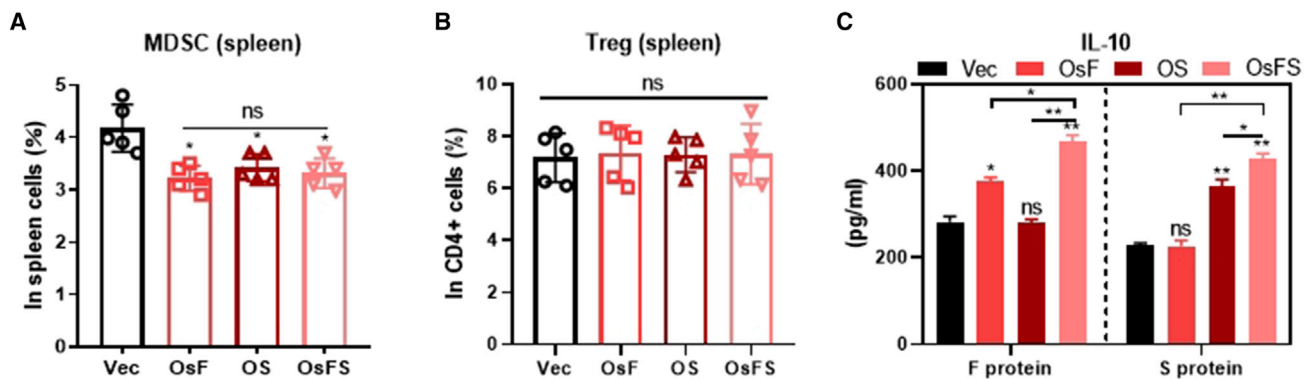 A
MDSC (spleen)
In spleen cells (%)
5
4
3
2
1
0
ns
*
*
*
Vec OsF OS OsFS
B
Treg (spleen)
In CD4+ cells (%)
10
8
6
4
2
0
ns
Vec OsF OS OsFS
C
IL-10
Vec OsF OS OsFS
(pg/ml)
600
400
200
0
*
**
**
*
ns
**
*
**
**
ns
F protein S protein